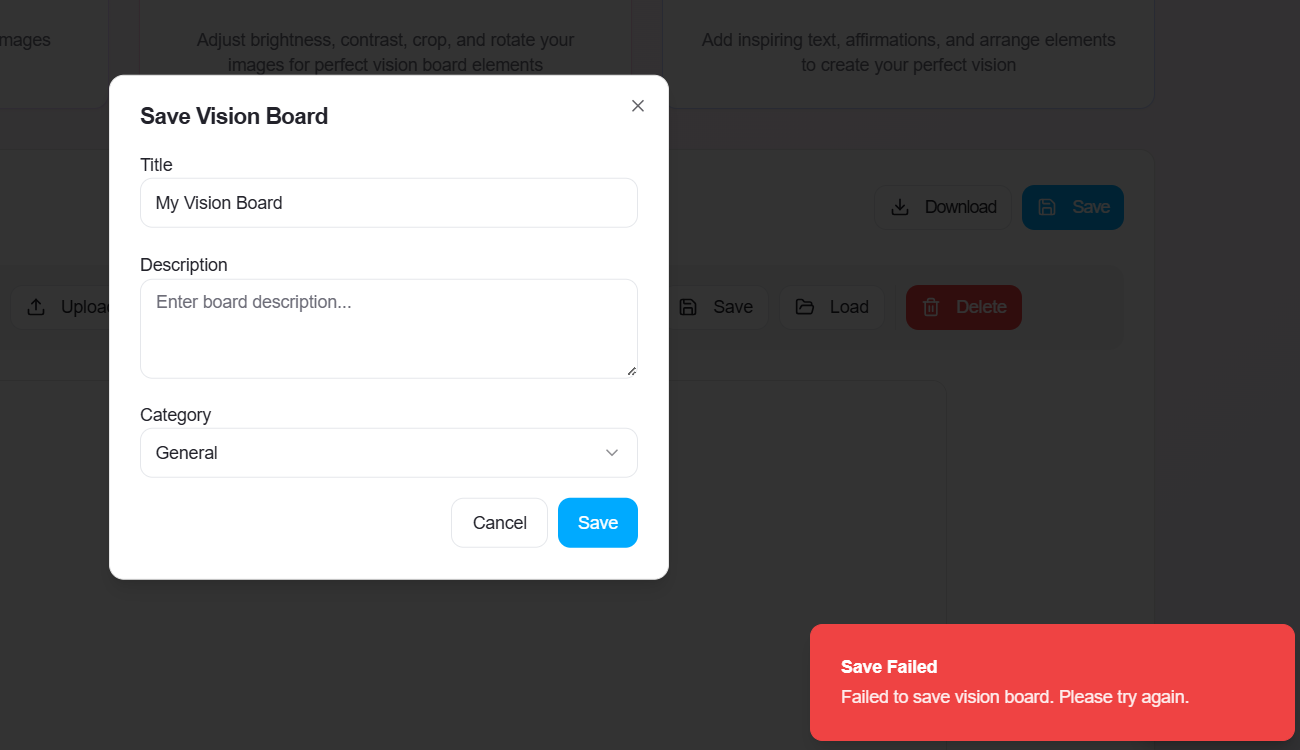 mages
Adjust brightness, contrast, crop, and rotate your
images for perfect vision board elements
Add inspiring text, affirmations, and arrange elements
to create your perfect vision
Save Vision Board
Title
My Vision Board
Download
Save
Description
Enter board description...
Uploa
Save
Load
Delete
Category
General
Cancel
Save
Save Failed
Failed to save vision board. Please try again.